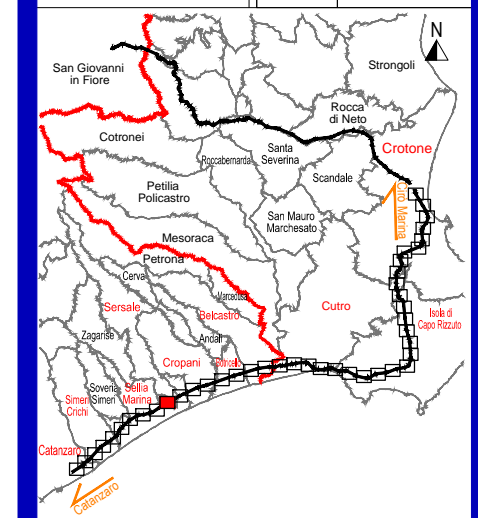 N
San Giovanni
in Fiore
Strongoli
Rocca
di Neto
Cotronei
Crotone
Santa
Severina
Roccabernarda
Scandale
Petilia
Policastro
Cirò Marina
San Mauro
Marchesato
Mesoraca
Petrona
Cerva
Marcedusa
Sersale
Belcastro
Cutro
Isola di
Capo Rizzuto
Andali
Zagarise
Cropani
Botricello
Soveria
Simeri
Sellia
Marina
Simeri
Crichi
Catanzaro
Catanzaro